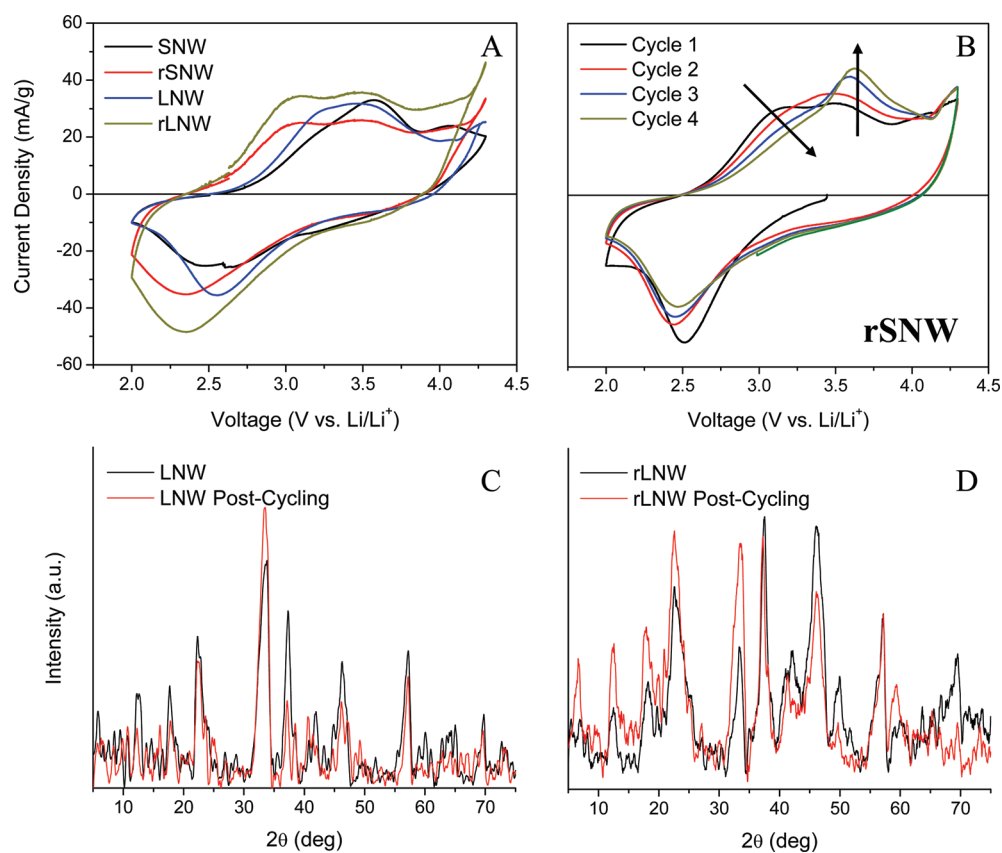 A
SNW
rSNW
LNW
rLNW
60
40
20
0
-20
-40
-60
Current Density (mA/g)
2.0 2.5 3.0 3.5 4.0 4.5
Voltage (V vs. Li/Li+)
B
Cycle 1
Cycle 2
Cycle 3
Cycle 4
rSNW
2.0 2.5 3.0 3.5 4.0 4.5
Voltage (V vs. Li/Li+)
C
LNW
LNW Post-Cycling
Intensity (a.u.)
10 20 30 40 50 60 70
2θ (deg)
D
rLNW
rLNW Post-Cycling
10 20 30 40 50 60 70
2θ (deg)